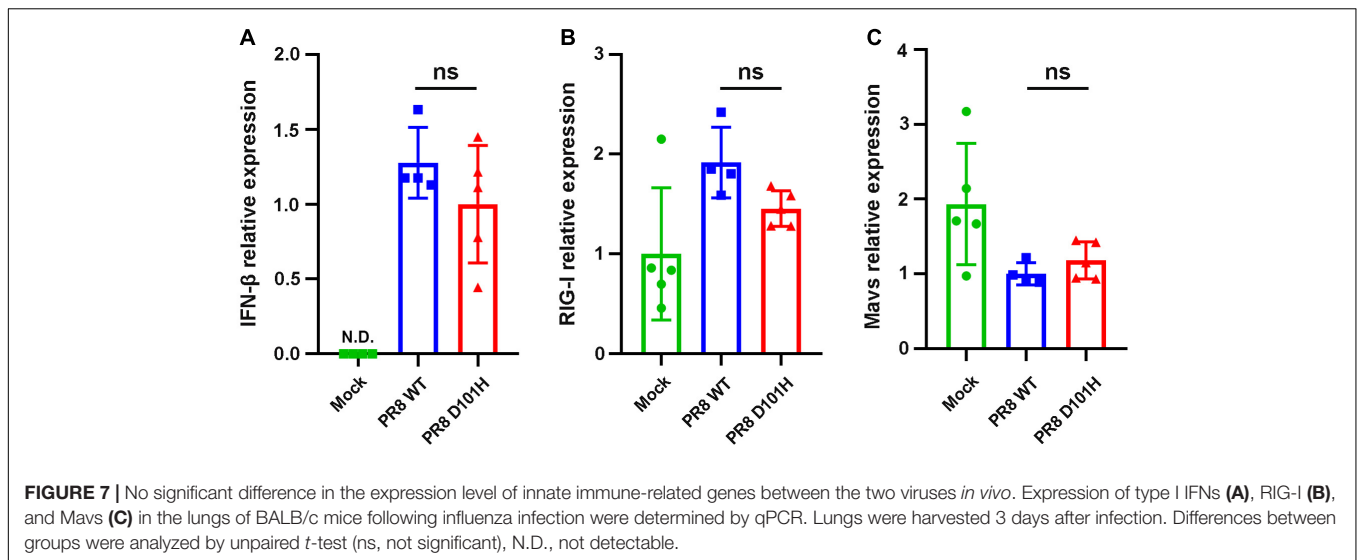 A
IFN-β relative expression
2.0
1.5
1.0
0.5
0.0
ns
N.D.
Mock
PR8 WT
PR8 D101H
B
RIG-I relative expression
3
2
1
0
ns
Mock
PR8 WT
PR8 D101H
C
Mavs relative expression
4
3
2
1
0
ns
Mock
PR8 WT
PR8 D101H
FIGURE 7 | No significant difference in the expression level of innate immune-related genes between the two viruses in vivo. Expression of type I IFNs (A), RIG-I (B),
and Mavs (C) in the lungs of BALB/c mice following influenza infection were determined by qPCR. Lungs were harvested 3 days after infection. Differences between
groups were analyzed by unpaired t-test (ns, not significant), N.D., not detectable.